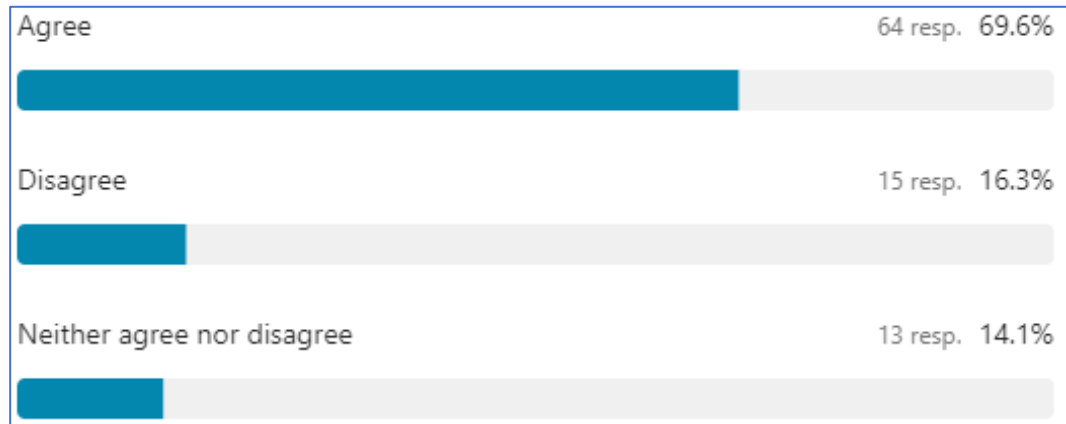 Agree 64 resp. 69.6%
Disagree 15 resp. 16.3%
Neither agree nor disagree 13 resp. 14.1%